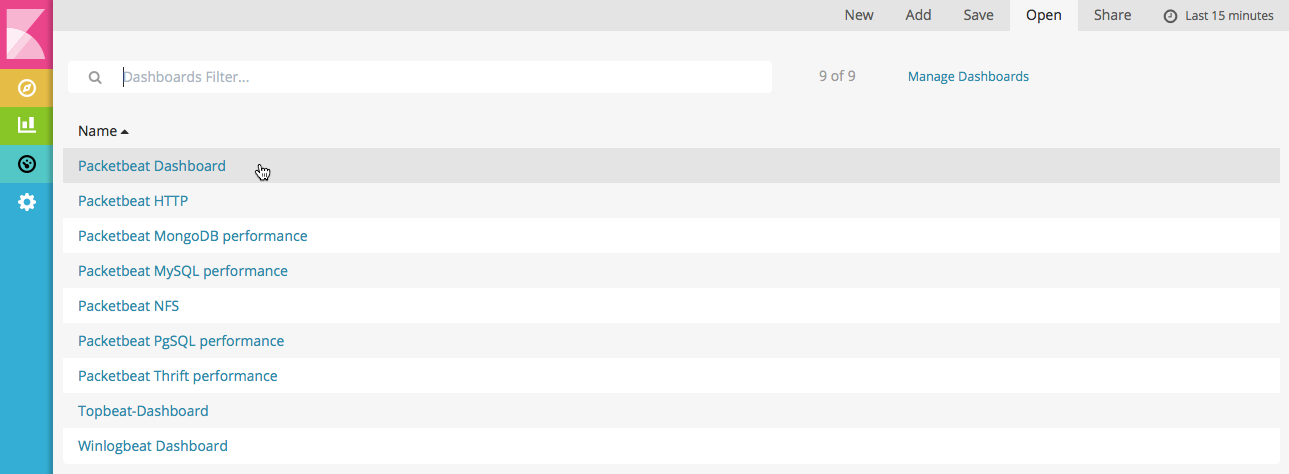 New Add Save Open Share Last 15 minutes
Dashboards Filter... 9 of 9 Manage Dashboards
Name
Packetbeat Dashboard
Packetbeat HTTP
Packetbeat MongoDB performance
Packetbeat MySQL performance
Packetbeat NFS
Packetbeat PgSQL performance
Packetbeat Thrift performance
Topbeat-Dashboard
Winlogbeat Dashboard